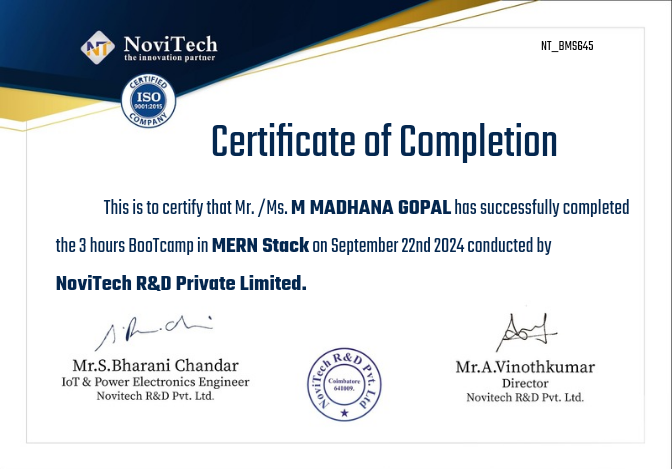 NoviTech
the innovation partner
NT
NT_BMS645
CERTIFIED
ISO
9001:2015
COMPANY
Certificate of Completion
This is to certify that Mr. /Ms. M MADHANA GOPAL has successfully completed
the 3 hours BooTcamp in MERN Stack on September 22nd 2024 conducted by
NoviTech R&D Private Limited.
Mr.S.Bharani Chandar
IoT & Power Electronics Engineer
Novitech R&D Pvt. Ltd.
NoviTech R&D Pvt. Ltd
Coimbatore
641009.
Mr.A.Vinothkumar
Director
Novitech R&D Pvt. Ltd.